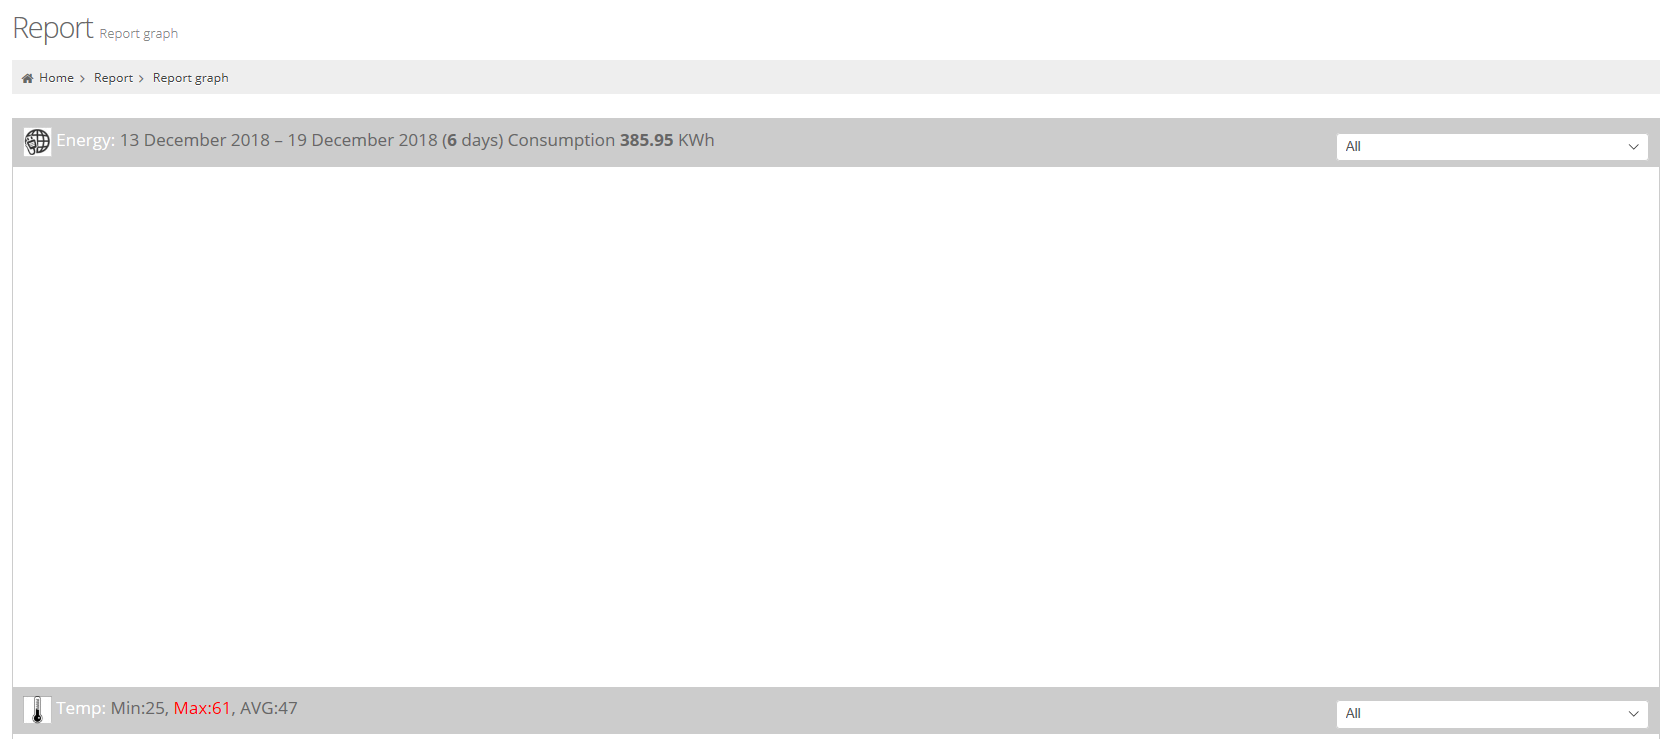 Report Report graph
Home > Report > Report graph
Energy: 13 December 2018 – 19 December 2018 (6 days) Consumption 385.95 KWh
All
Temp: Min:25, Max:61, AVG:47
All